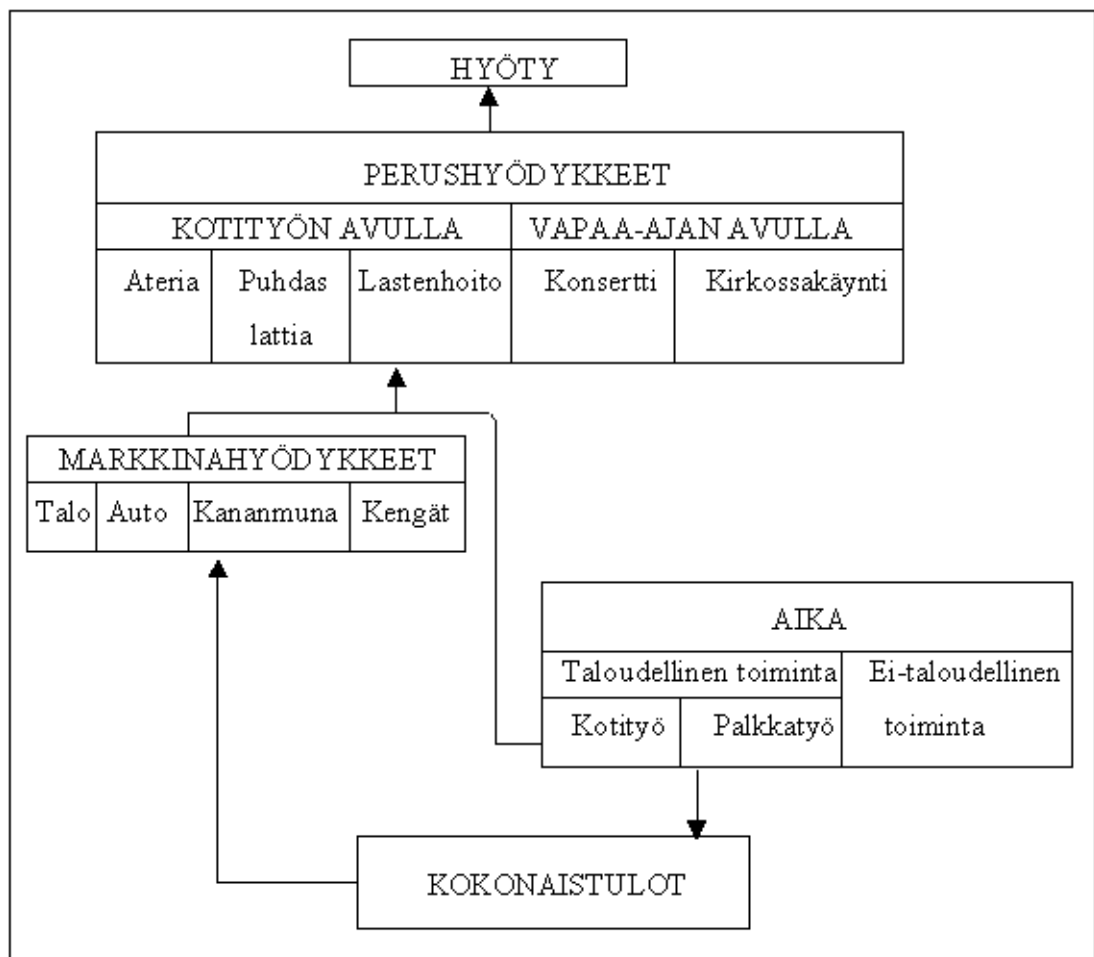 HYÖTY
PERUSHYÖDYKKEET
KOTITYÖN AVULLA
VAPAA-AJAN AVULLA
Ateria
Puhdas
lattia
Lastenhoito
Konsertti
Kirkossakäynti
MARKKINAHYÖDYKKEET
Talo
Auto
Kananmuna
Kengät
AIKA
Taloudellinen toiminta
Ei-taloudellinen
toiminta
Kotityö
Palkkatyö
KOKONAISTULOT